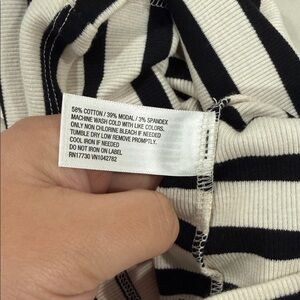 58% COTTON / 39% MODAL / 3% SPANDEX
MACHINE WASH COLD WITH LIKE COLORS.
ONLY NON CHLORINE BLEACH IF NEEDED
TUMBLE DRY LOW REMOVE PROMPTLY.
COOL IRON IF NEEDED
DO NOT IRON ON LABEL
RN17730 VN1042782